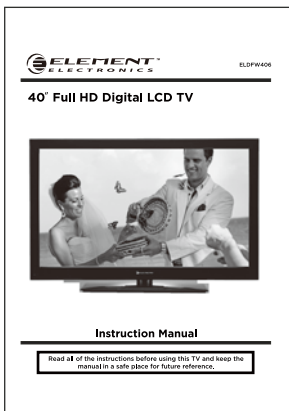 ELEMENT™
ELECTRONICS
ELDFW406
40" Full HD Digital LCD TV
ELEMENT
Instruction Manual
Read all of the instructions before using this TV and keep the
manual in a safe place for future reference.